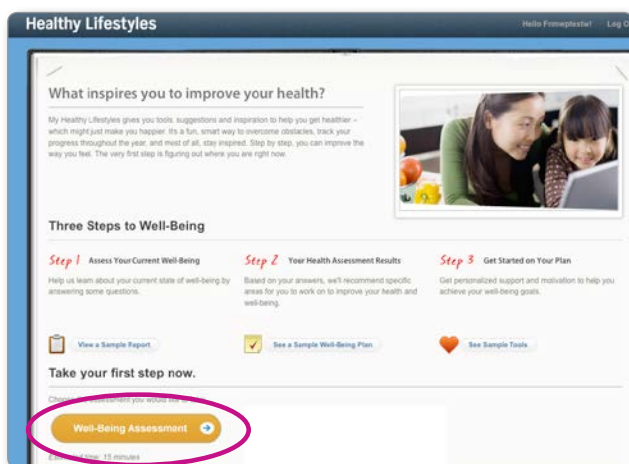 Healthy Lifestyles
Hello Fnmwptextw! Log O
What inspires you to improve your health?
My Healthy Lifestyles gives you tools, suggestions and inspiration to help you get healthier –
which might just make you happier. It's a fun, smart way to overcome obstacles, track your
progress throughout the year, and most of all, stay inspired. Step by step, you can improve the
way you feel. The very first step is figuring out where you are right now.
Three Steps to Well-Being
Step 1 Assess Your Current Well-Being
Help us learn about your current state of well-being by
answering some questions.
View a Sample Report
Step 2 Your Health Assessment Results
Based on your answers, we'll recommend specific
areas for you to work on to improve your health and
well-being.
See a Sample Well-Being Plan
Step 3 Get Started on Your Plan
Get personalized support and motivation to help you
achieve your well-being goals.
See Sample Tools
Take your first step now.
assessment you would
Well-Being Assessment
Estimated time: 15 minutes